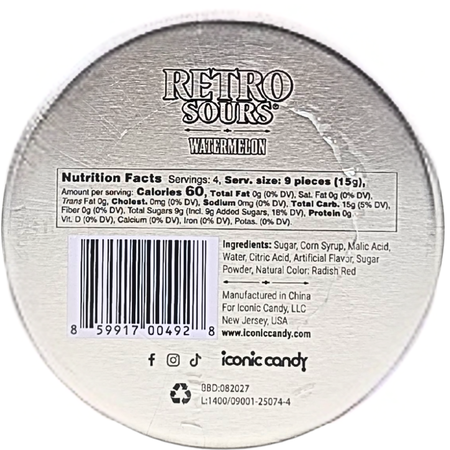 RETRO
SOURS®
WATERMELON
Nutrition Facts Servings: 4, Serv. size: 9 pieces (15g),
Amount per serving: Calories 60, Total Fat 0g (0% DV), Sat. Fat 0g (0% DV),
Trans Fat 0g, Cholest. 0mg (0% DV), Sodium 0mg (0% DV), Total Carb. 15g (5% DV),
Fiber 0g (0% DV), Total Sugars 9g (Incl. 9g Added Sugars, 18% DV), Protein 0g
Vit. D (0% DV), Calcium (0% DV), Iron (0% DV), Potas. (0% DV).
Ingredients: Sugar, Corn Syrup, Malic Acid,
Water, Citric Acid, Artificial Flavor, Sugar
Powder, Natural Color: Radish Red
Manufactured in China
For Iconic Candy, LLC
New Jersey, USA
www.iconiccandy.com
8 59917 00492 8
iconic candy
BBD:082027
L:1400/09001-25074-4